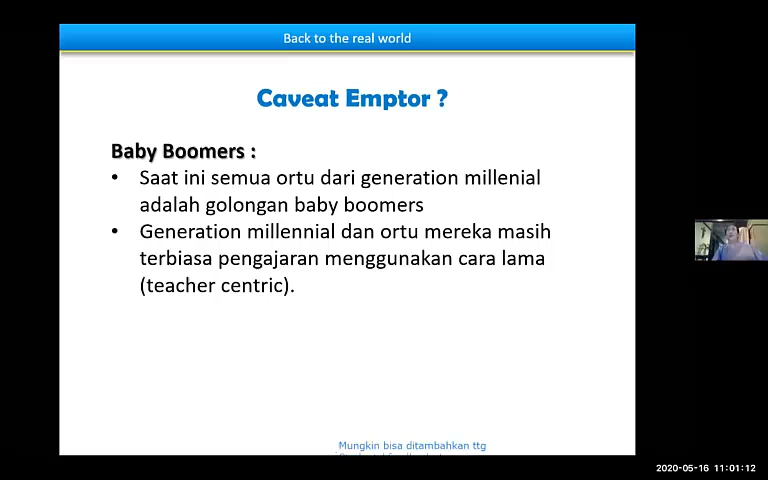 Back to the real world
Caveat Emptor ?
Baby Boomers :
• Saat ini semua ortu dari generation millenial
adalah golongan baby boomers
• Generation millennial dan ortu mereka masih
terbiasa pengajaran menggunakan cara lama
(teacher centric).
Mungkin bisa ditambahkan ttg
2020-05-16 11:01:12